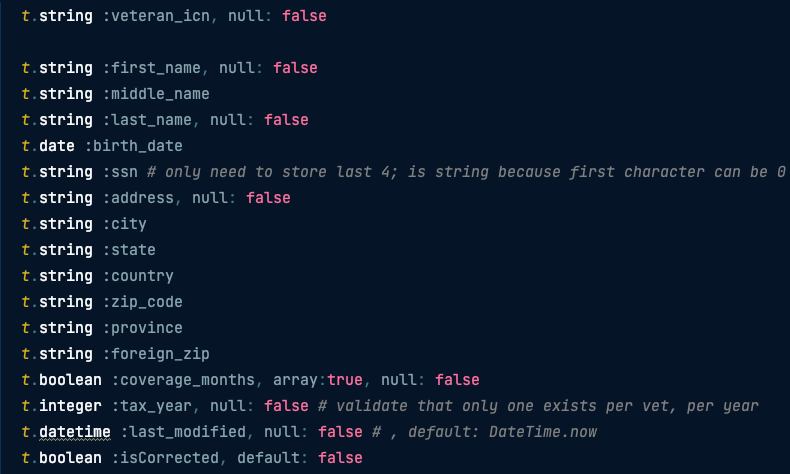 t.string :veteran_icn, null: false
t.string :first_name, null: false
t.string :middle_name
t.string :last_name, null: false
t.date :birth_date
t.string :ssn # only need to store last 4; is string because first character can be 0
t.string :address, null: false
t.string :city
t.string :state
t.string :country
t.string :zip_code
t.string :province
t.string :foreign_zip
t.boolean :coverage_months, array:true, null: false
t.integer :tax_year, null: false # validate that only one exists per vet, per year
t.datetime :last_modified, null: false # , default: DateTime.now
t.boolean :isCorrected, default: false